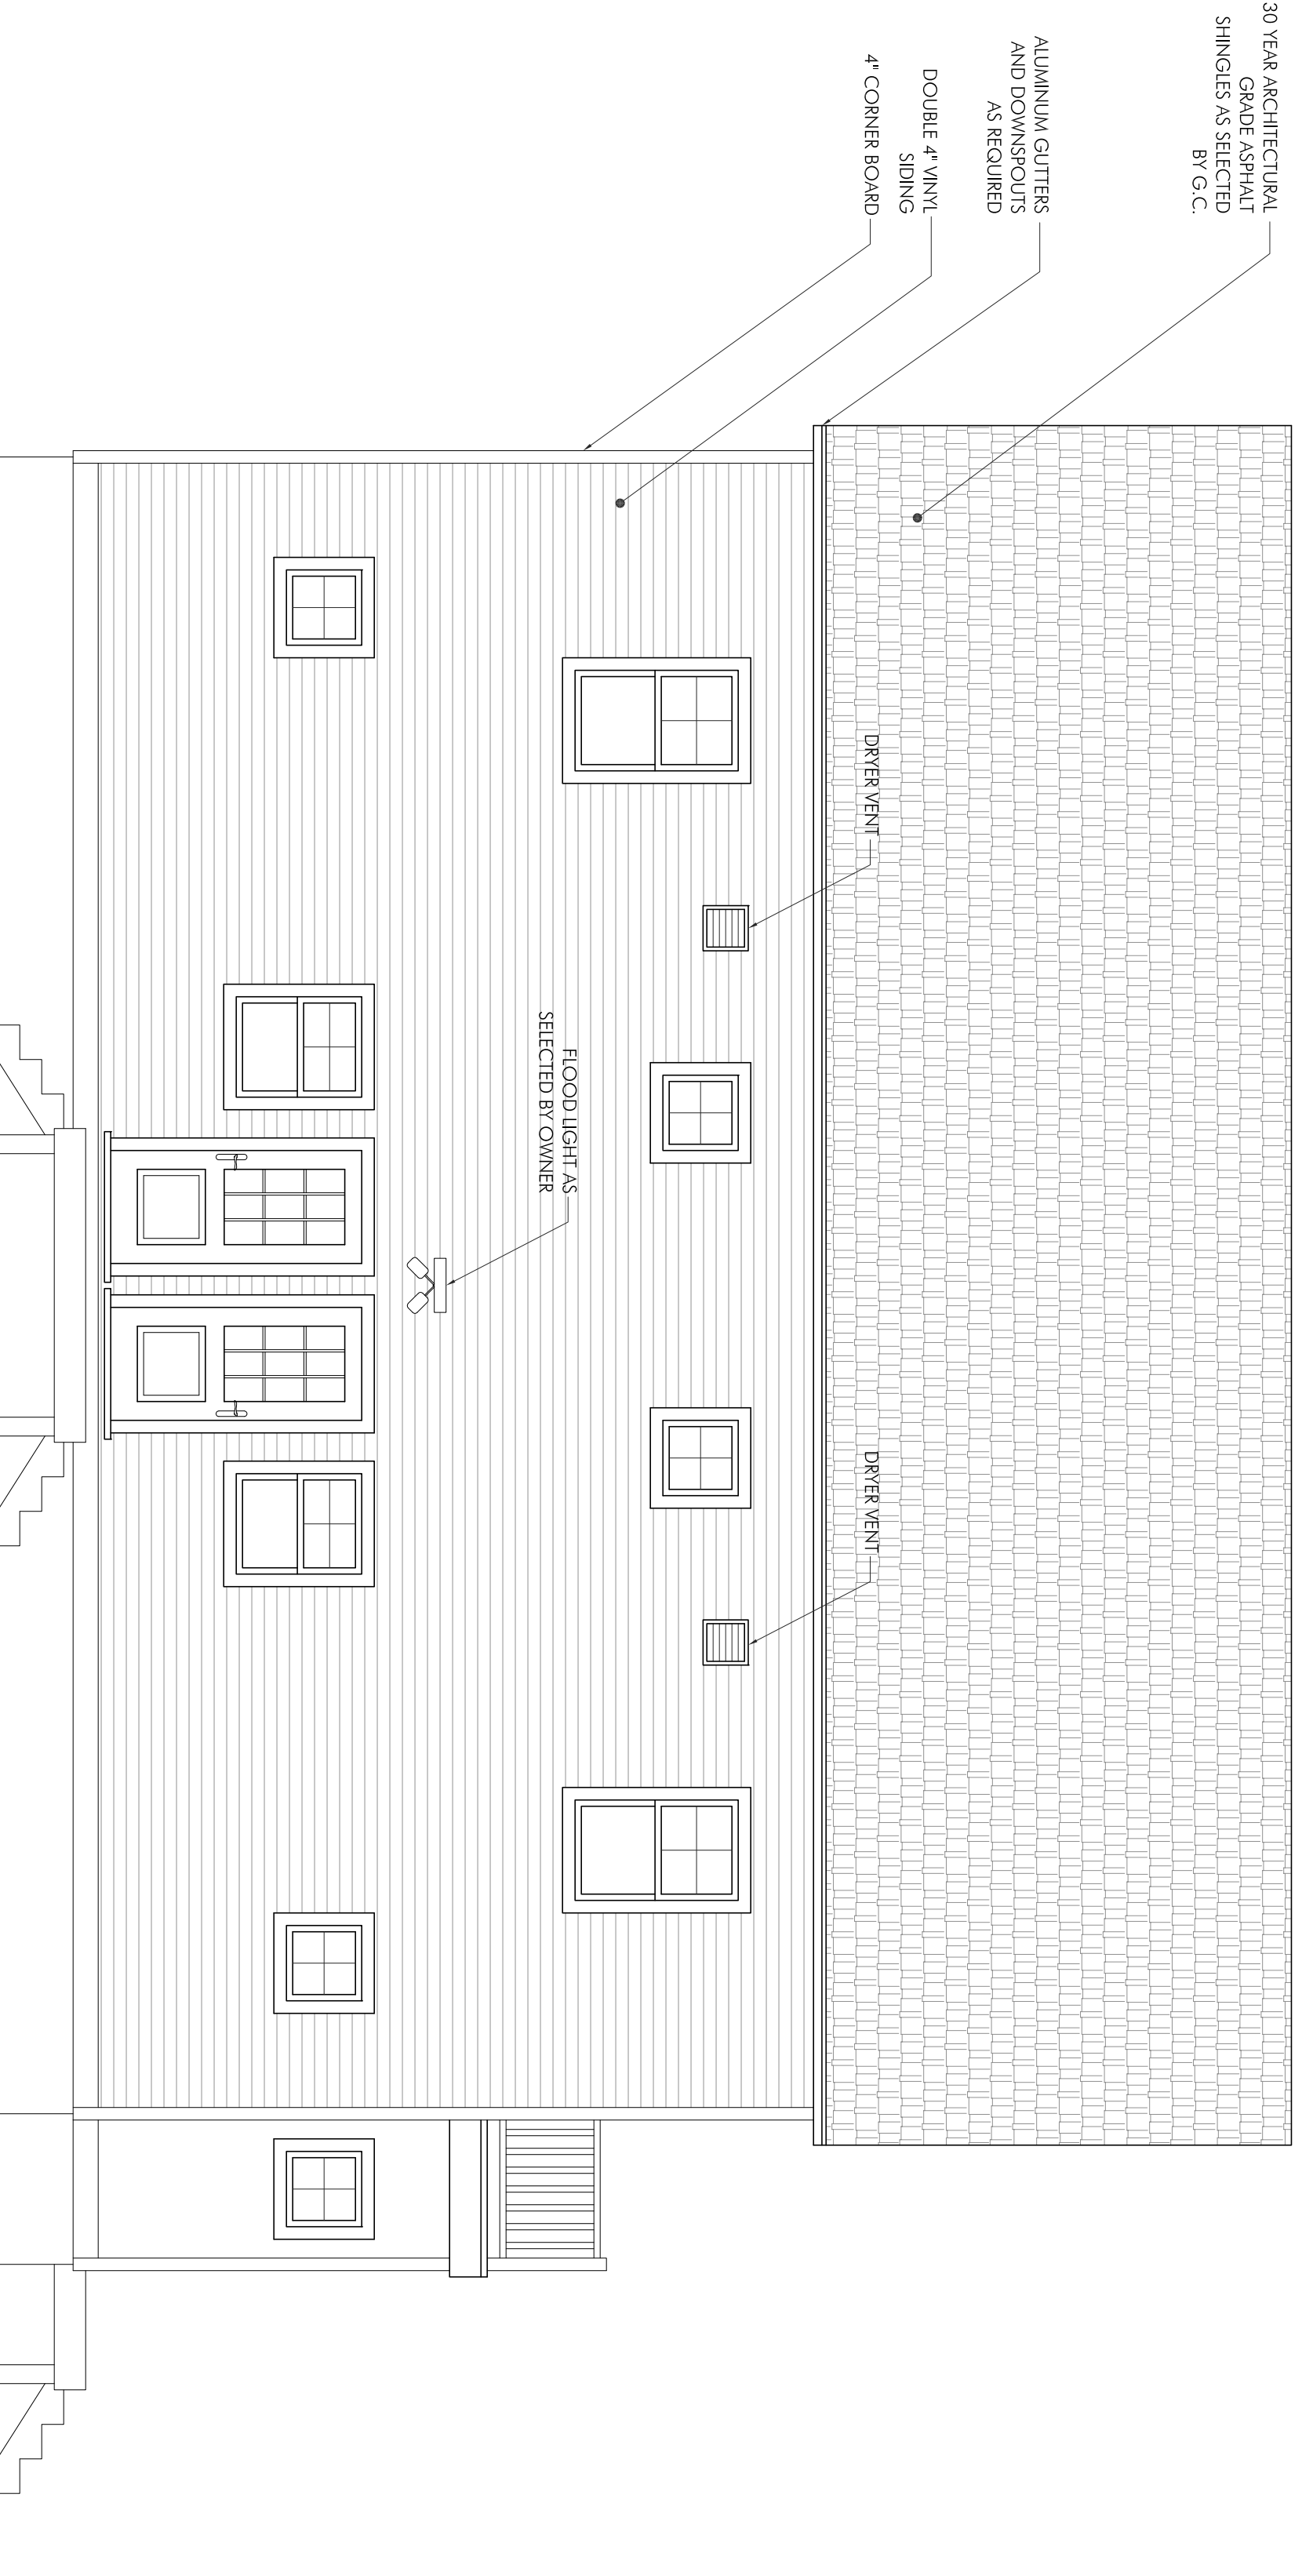 30 YEAR ARCHITECTURAL
GRADE ASPHALT
SHINGLES AS SELECTED
BY G.C.
ALUMINUM GUTTERS
AND DOWNSPOUTS
AS REQUIRED
DOUBLE 4" VINYL
SIDING
4" CORNER BOARD
DRYER VENT
DRYER VENT
FLOOD LIGHT AS
SELECTED BY OWNER